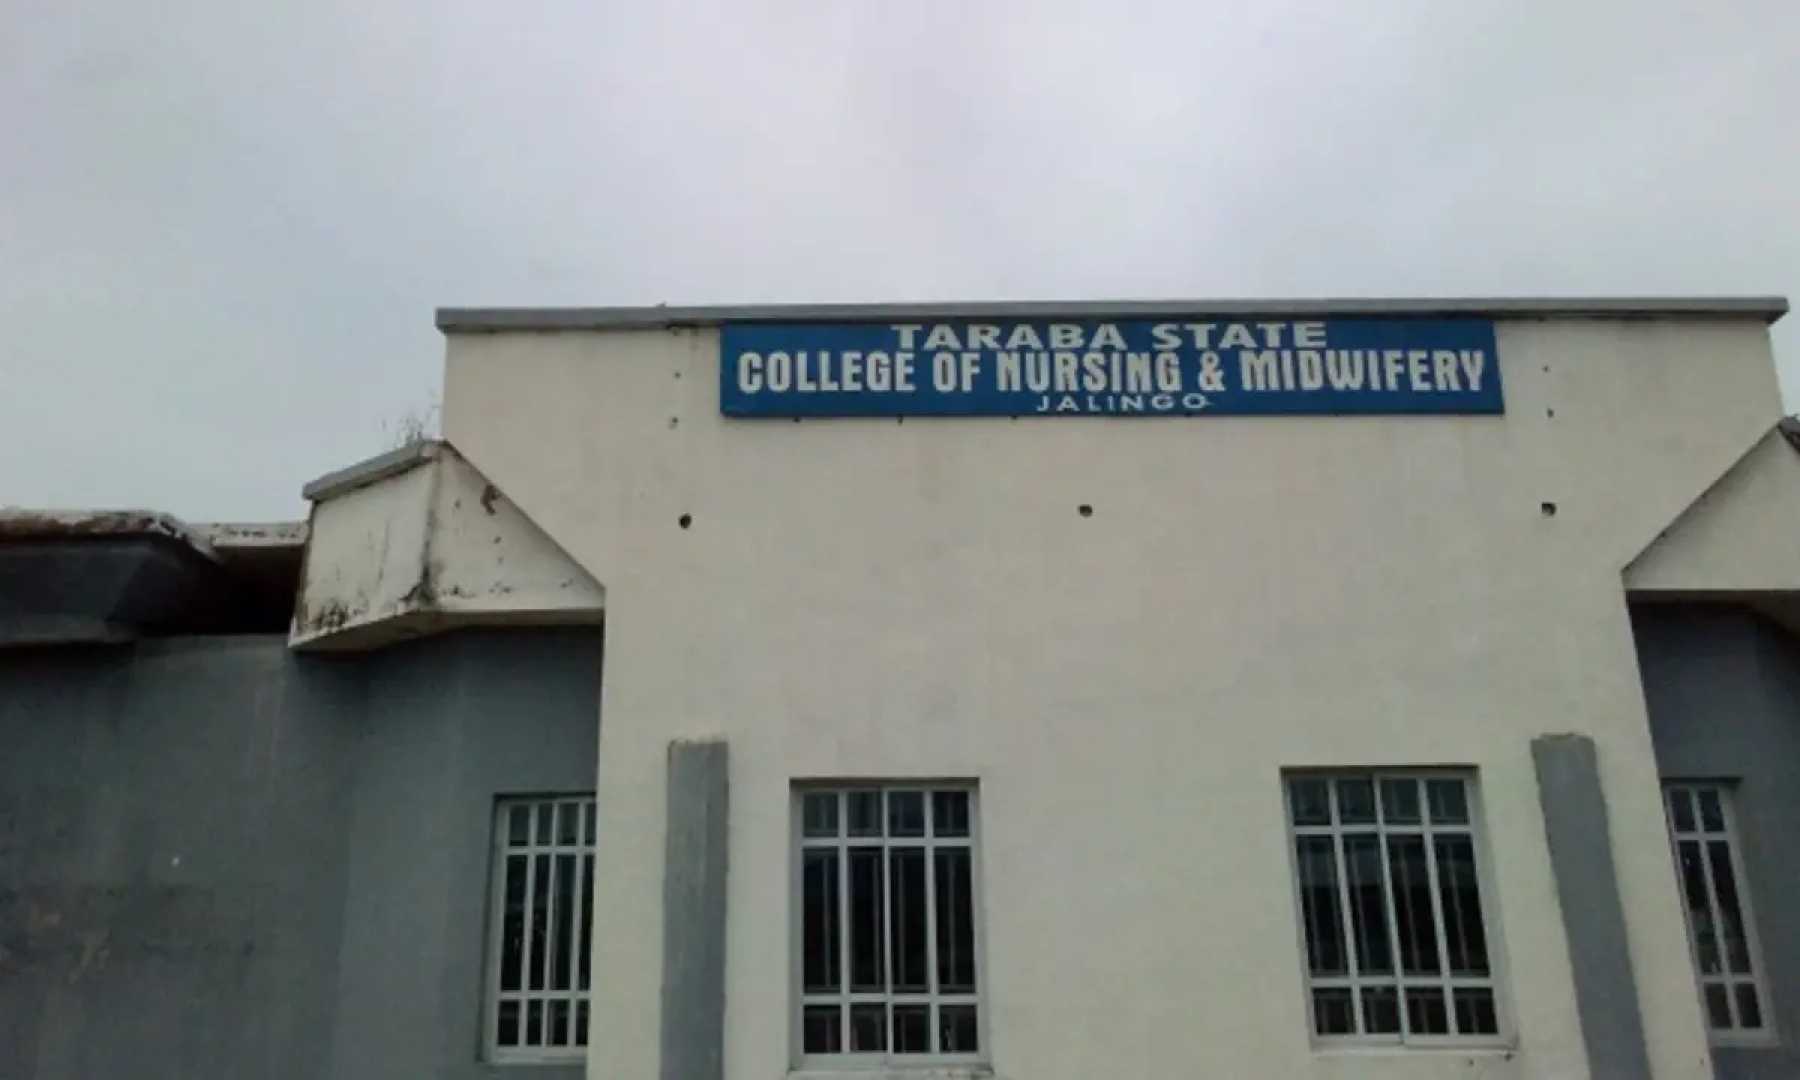 TARABA STATE
COLLEGE OF NURSING & MIDWIFERY
JALINGO